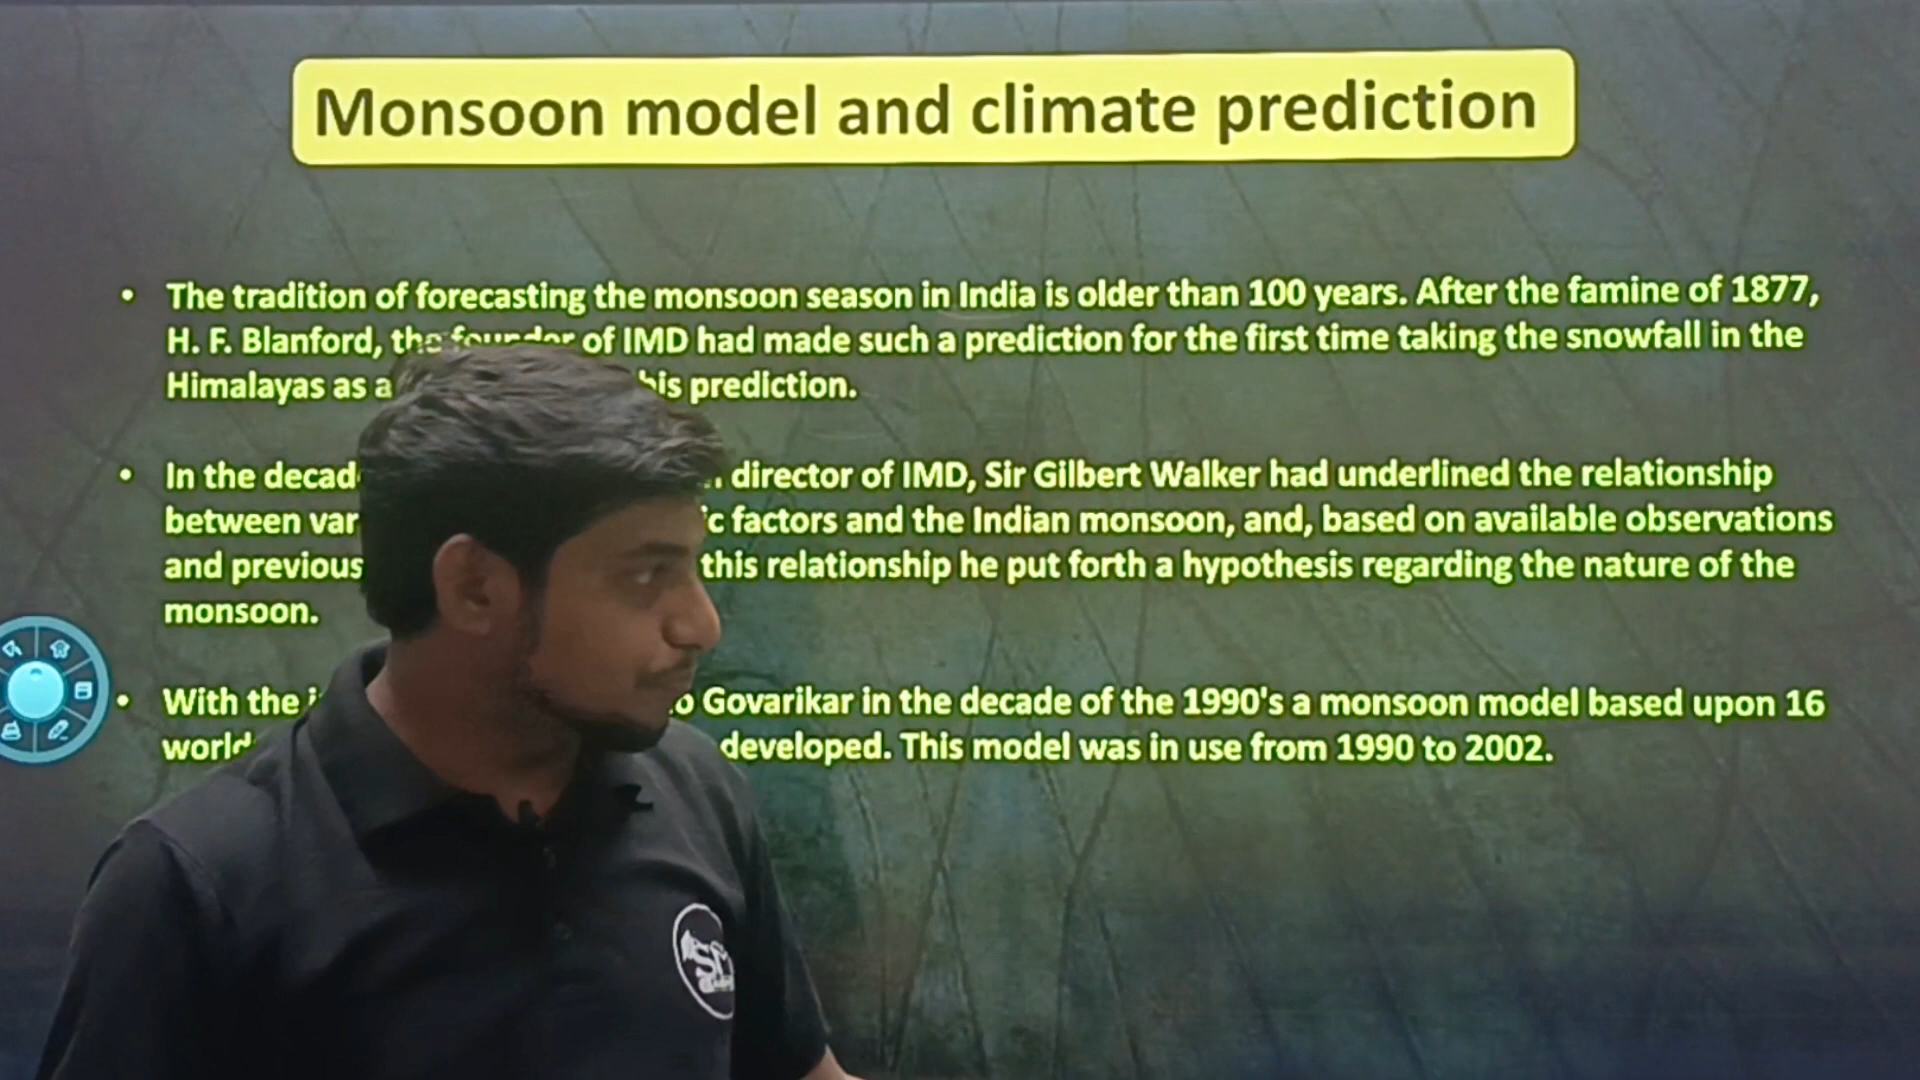 Monsoon model and climate prediction
• The tradition of forecasting the monsoon season in India is older than 100 years. After the famine of 1877,
H. F. Blanford, the founder of IMD had made such a prediction for the first time taking the snowfall in the
Himalayas as a his prediction.
• In the director of IMD, Sir Gilbert Walker had underlined the relationship
between factors and the Indian monsoon, and, based on available observations
and previous this relationship he put forth a hypothesis regarding the nature of the
monsoon.
• With the Govarikar in the decade of the 1990's a monsoon model based upon 16
developed. This model was in use from 1990 to 2002.